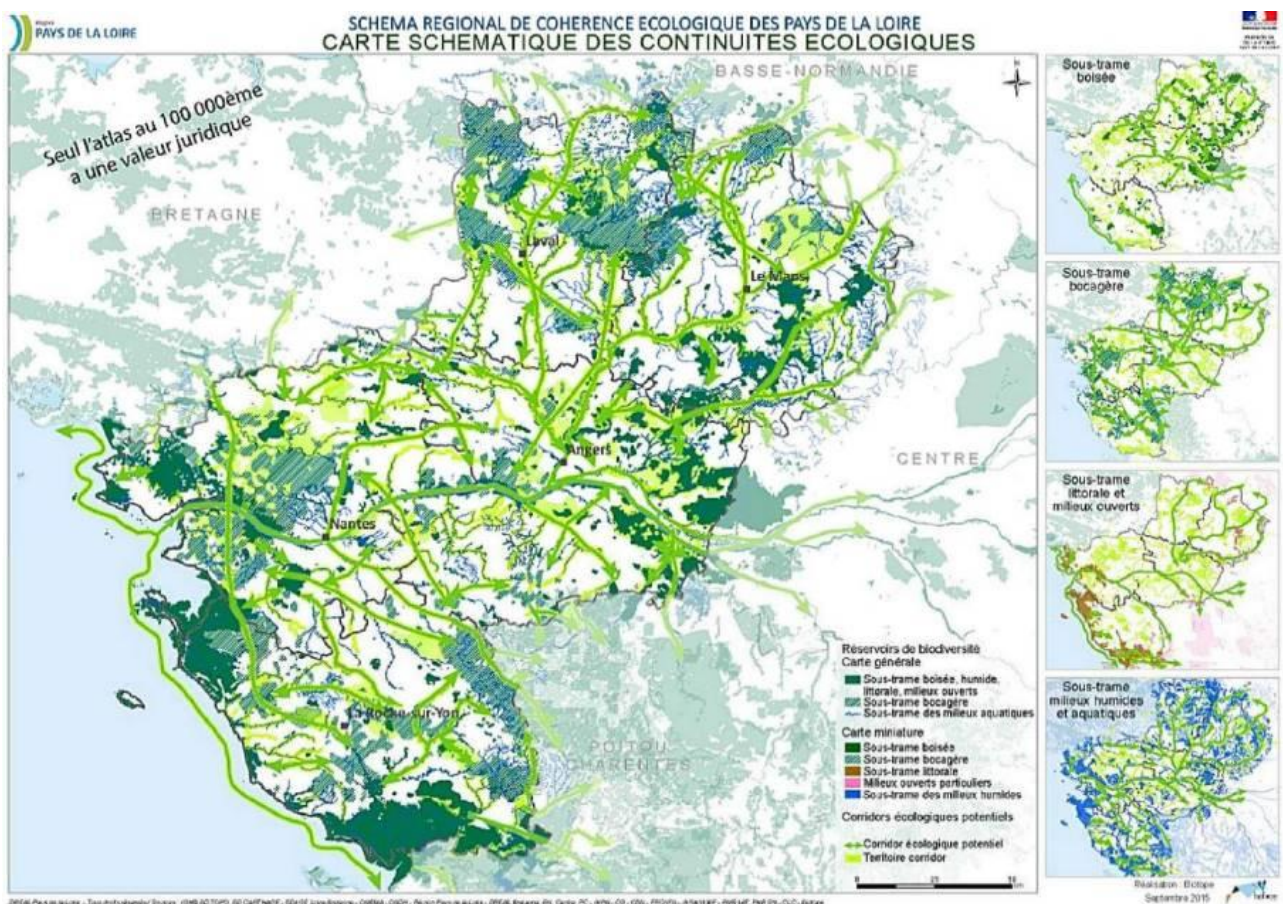 Région
PAYS DE LA LOIRE
SCHEMA REGIONAL DE COHERENCE ECOLOGIQUE DES PAYS DE LA LOIRE
CARTE SCHEMATIQUE DES CONTINUITES ECOLOGIQUES
Seul l'atlas au 100 000ème
a une valeur juridique
BASSE-NORMANDIE
N
BRETAGNE
Laval
Le Mans
Angers
CENTRE
Nantes
La Roche-sur-Yon
POITOU
CHARENTES
Réservoirs de biodiversité
Carte générale
Sous-trame boisée, humide,
littorale, milieux ouverts
Sous-trame bocagère
Sous-trame des milieux aquatiques
Carte miniature
Sous-trame boisée
Sous-trame bocagère
Sous-trame littorale
Milieux ouverts particuliers
Sous-trame des milieux humides
Corridors écologiques potentiels
Corridor écologique potentiel
Territoire corridor
0 25 50
Sous-trame
boisée
Sous-trame
bocagère
Sous-trame
littorale et
milieux ouverts
Sous-trame
milieux humides
et aquatiques
Réalisation : Biotope
Septembre 2015